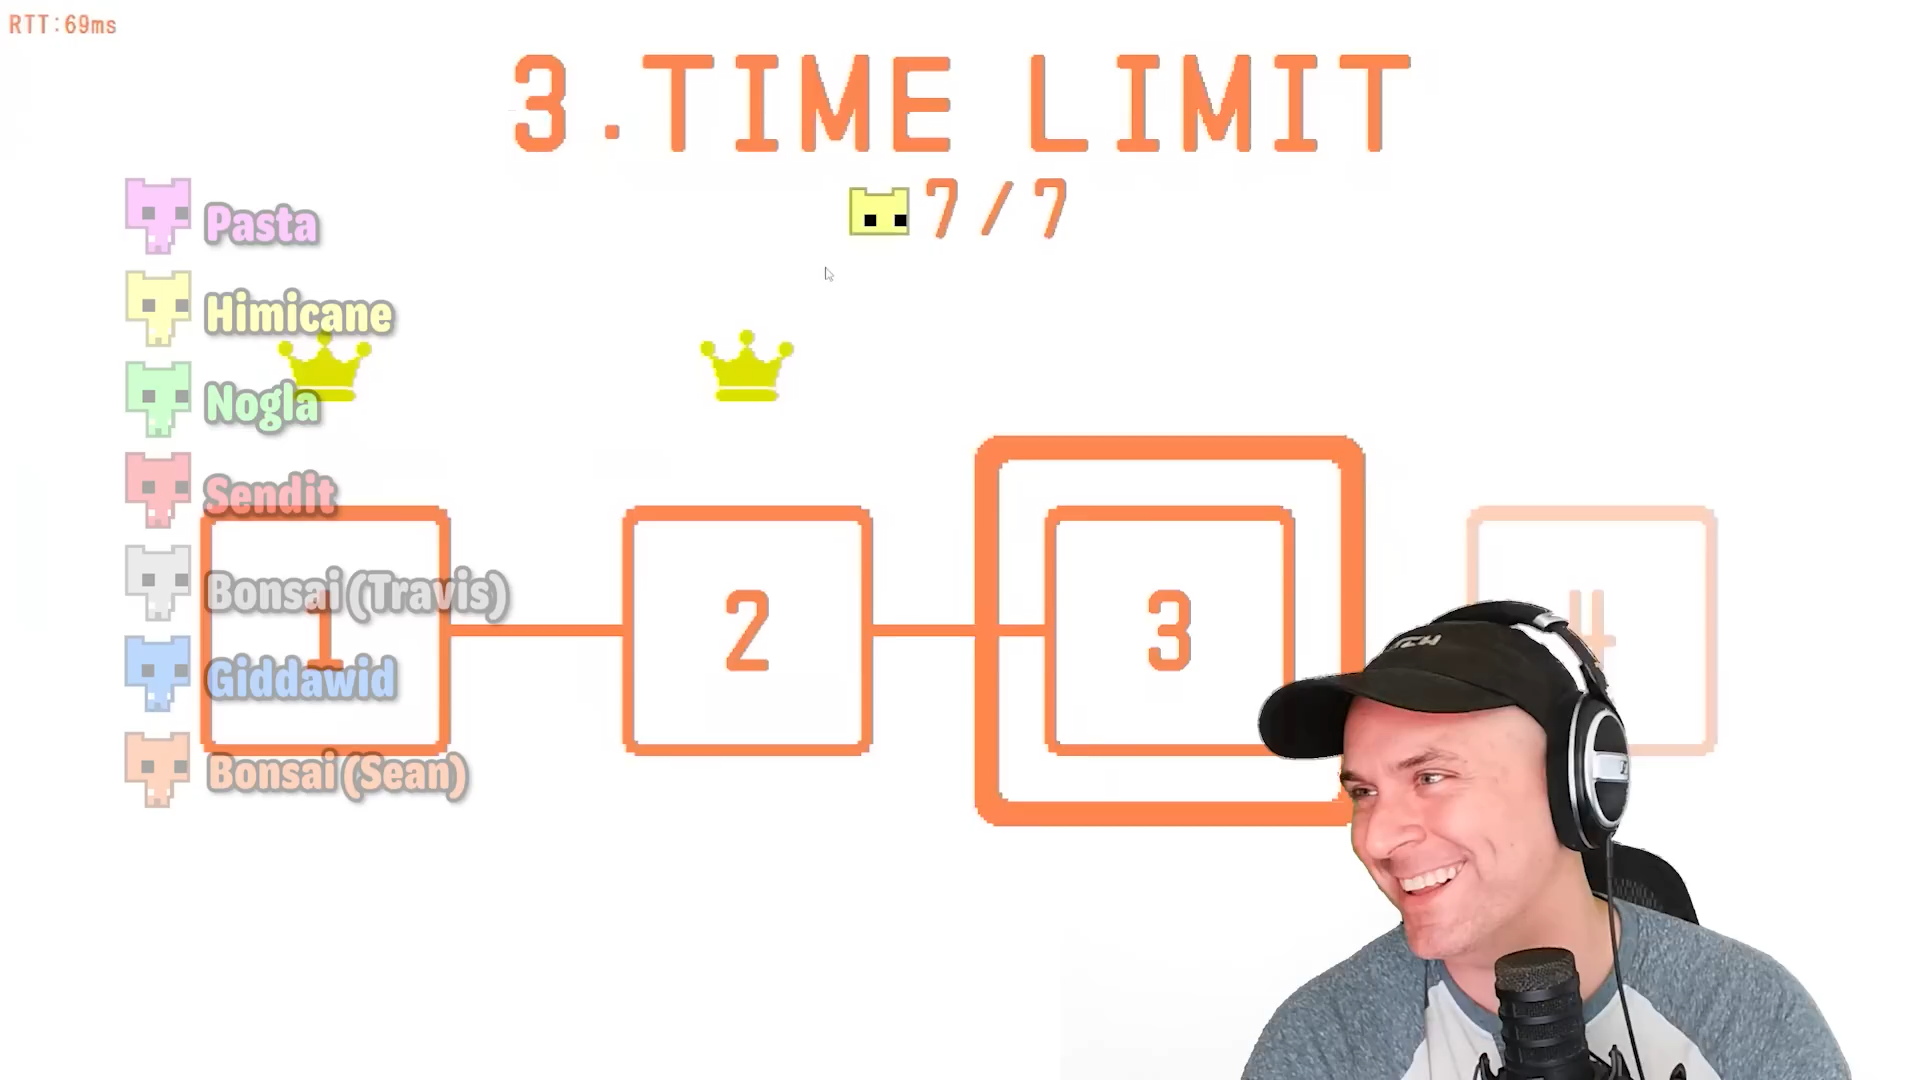 RTT:69ms
3.TIME LIMIT
7/7
Pasta
Himicane
Nogla
Sendit
Bonsai (Travis)
Giddawid
Bonsai (Sean)
1
2
3
4